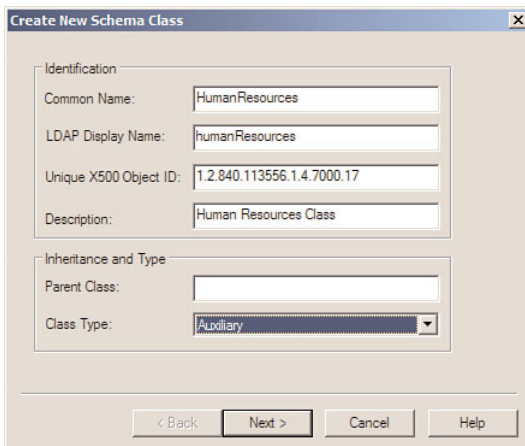 Create New Schema Class
Identification
Common Name: HumanResources
LDAP Display Name: humanResources
Unique X500 Object ID: 1.2.840.113556.1.4.7000.17
Description: Human Resources Class
Inheritance and Type
Parent Class:
Class Type: Auxiliary
< Back Next > Cancel Help